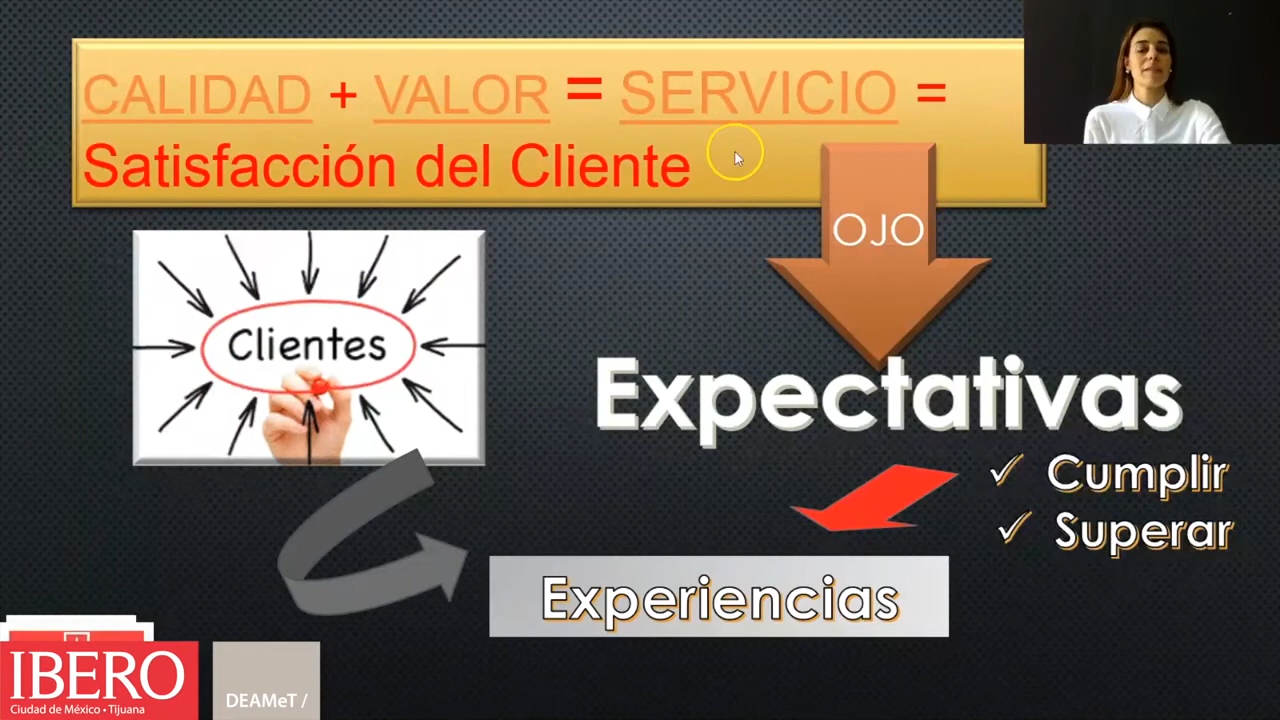 CALIDAD + VALOR = SERVICIO =
Satisfacción del Cliente
OJO
Clientes
Expectativas
✓ Cumplir
✓ Superar
Experiencias
IBERO
Ciudad de México • Tijuana
DEAMeT /